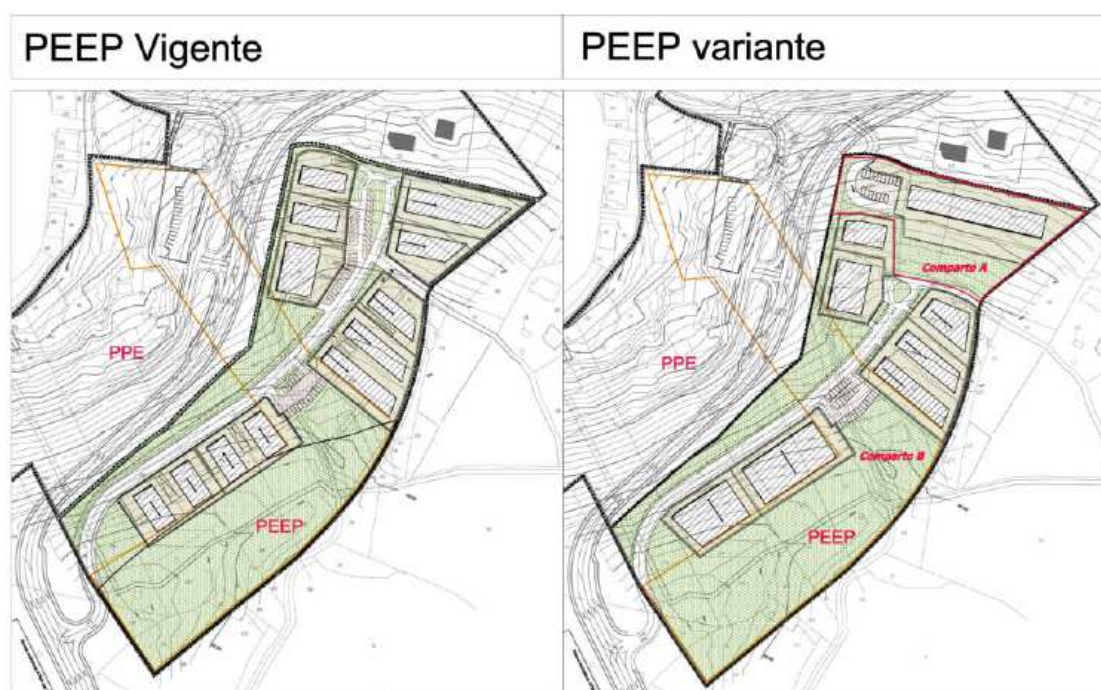 PEEP Vigente
PEEP variante
PPE
PEEP
Comparto A
PPE
Comparto B
PEEP